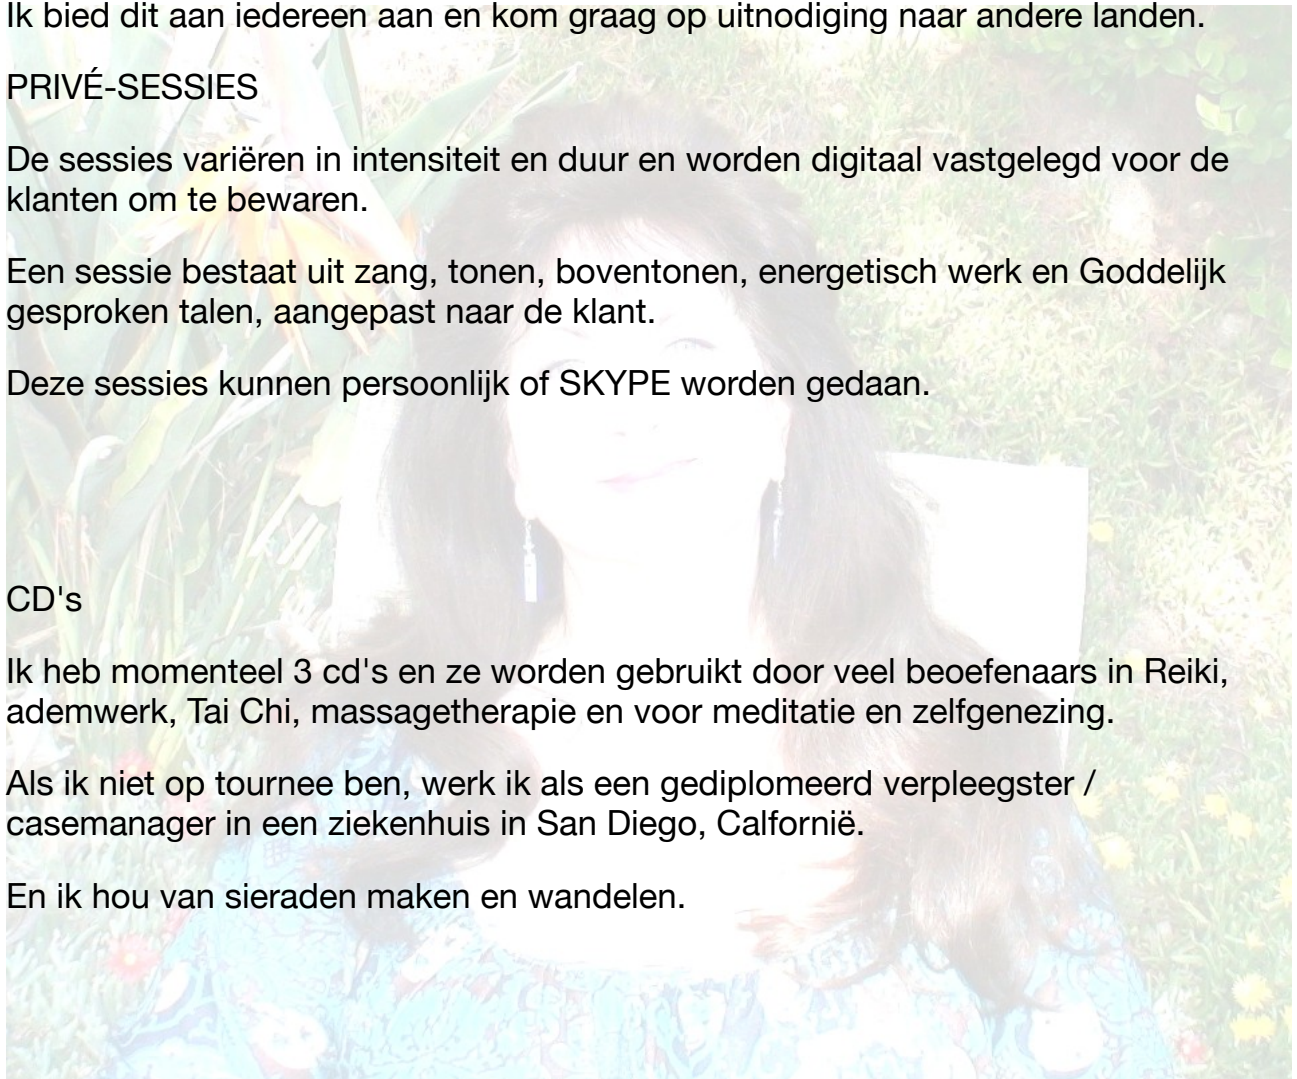 Ik bied dit aan iedereen aan en kom graag op uitnodiging naar andere landen.
PRIVÉ-SESSIES
De sessies variëren in intensiteit en duur en worden digitaal vastgelegd voor de
klanten om te bewaren.
Een sessie bestaat uit zang, tonen, boventonen, energetisch werk en Goddelijk
gesproken talen, aangepast naar de klant.
Deze sessies kunnen persoonlijk of SKYPE worden gedaan.
CD's
Ik heb momenteel 3 cd's en ze worden gebruikt door veel beoefenaars in Reiki,
ademwerk, Tai Chi, massagetherapie en voor meditatie en zelfgenezing.
Als ik niet op tournee ben, werk ik als een gediplomeerd verpleegster /
casemanager in een ziekenhuis in San Diego, Calfornië.
En ik hou van sieraden maken en wandelen.